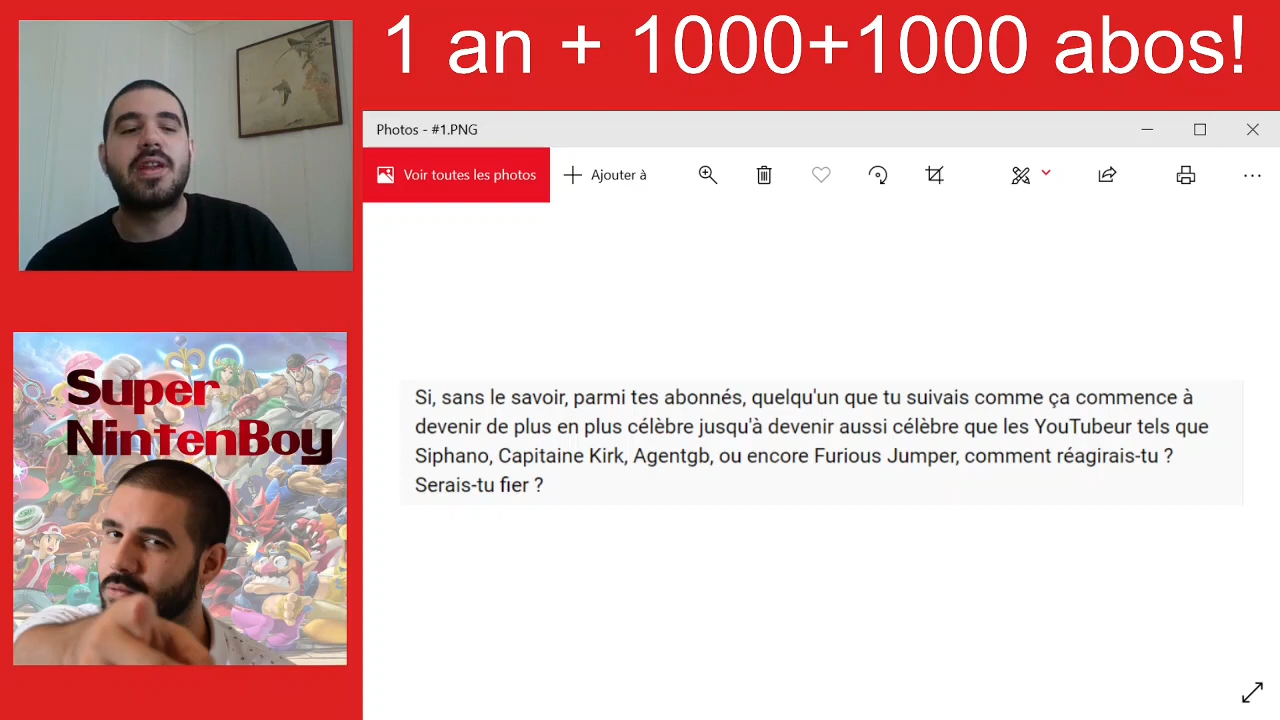 1 an + 1000+1000 abos!
Photos - #1.PNG
Voir toutes les photos
Ajouter à
Super
NintenBoy
Si, sans le savoir, parmi tes abonnés, quelqu'un que tu suivais comme ça commence à
devenir de plus en plus célèbre jusqu'à devenir aussi célèbre que les YouTubeur tels que
Siphano, Capitaine Kirk, Agentgb, ou encore Furious Jumper, comment réagirais-tu ?
Serais-tu fier ?